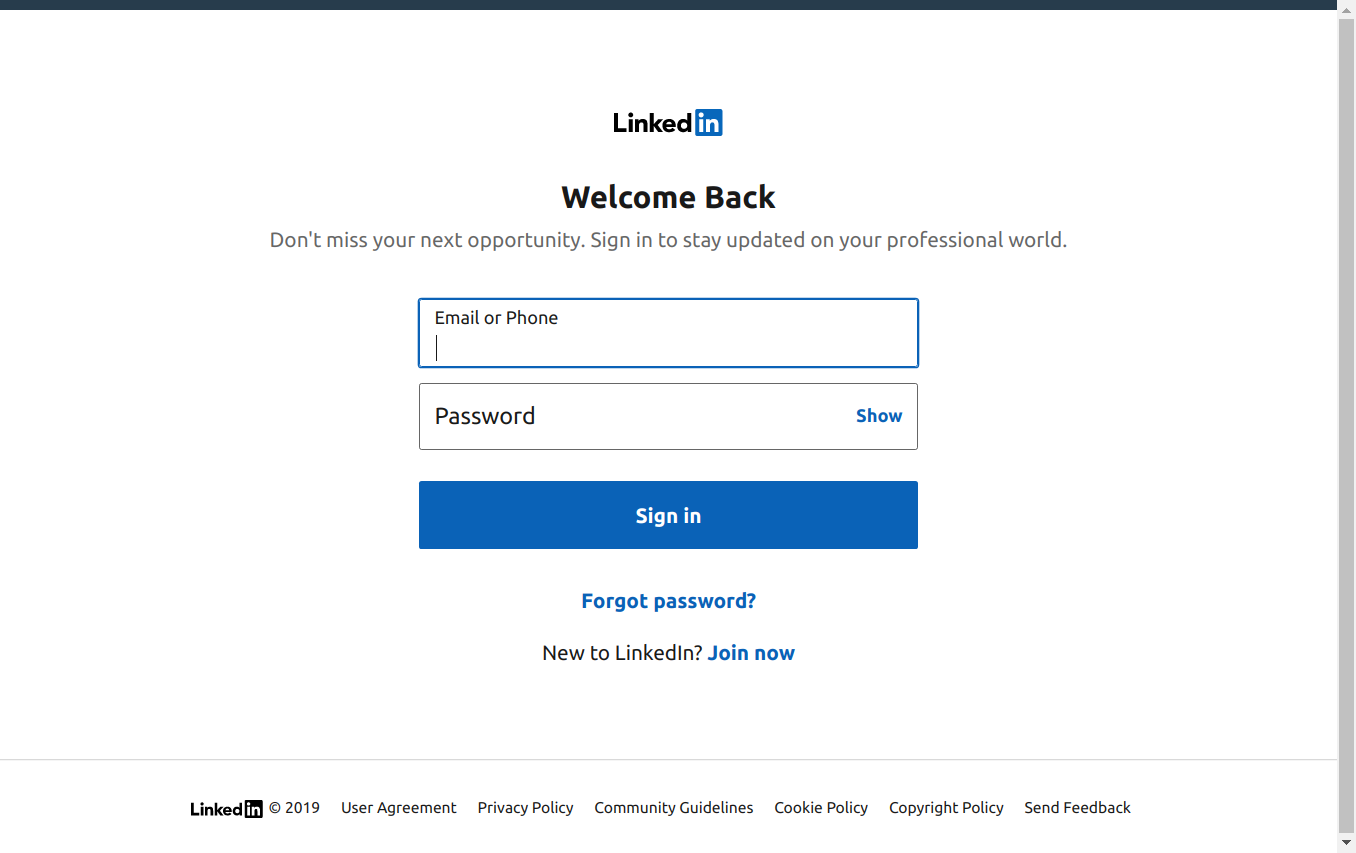 Linkedin
Welcome Back
Don't miss your next opportunity. Sign in to stay updated on your professional world.
Email or Phone
Password Show
Sign in
Forgot password?
New to LinkedIn? Join now
Linkedin © 2019 User Agreement Privacy Policy Community Guidelines Cookie Policy Copyright Policy Send Feedback